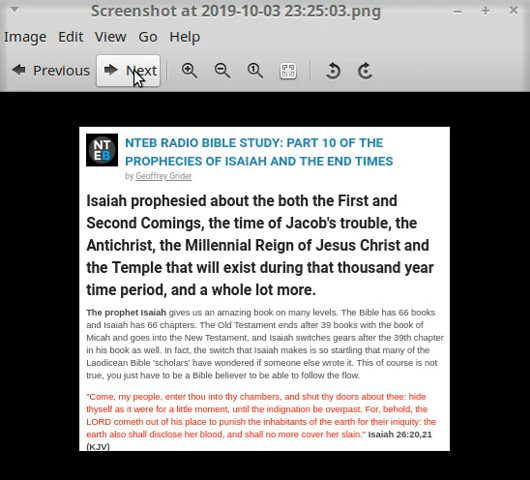 Screenshot at 2019-10-03 23:25:03.png
Image Edit View Go Help
Previous Next
NT
EB
NTEB RADIO BIBLE STUDY: PART 10 OF THE
PROPHECIES OF ISAIAH AND THE END TIMES
by Geoffrey Grider
Isaiah prophesied about the both the First and
Second Comings, the time of Jacob's trouble, the
Antichrist, the Millennial Reign of Jesus Christ and
the Temple that will exist during that thousand year
time period, and a whole lot more.
The prophet Isaiah gives us an amazing book on many levels. The Bible has 66 books
and Isaiah has 66 chapters. The Old Testament ends after 39 books with the book of
Micah and goes into the New Testament, and Isaiah switches gears after the 39th chapter
in his book as well. In fact, the switch that Isaiah makes is so startling that many of the
Laodicean Bible 'scholars' have wondered if someone else wrote it. This of course is not
true, you just have to be a Bible believer to be able to follow the flow.
"Come, my people, enter thou into thy chambers, and shut thy doors about thee: hide
thyself as it were for a little moment, until the indignation be overpast. For, behold, the
LORD cometh out of his place to punish the inhabitants of the earth for their iniquity: the
earth also shall disclose her blood, and shall no more cover her slain." Isaiah 26:20,21
(KJV)